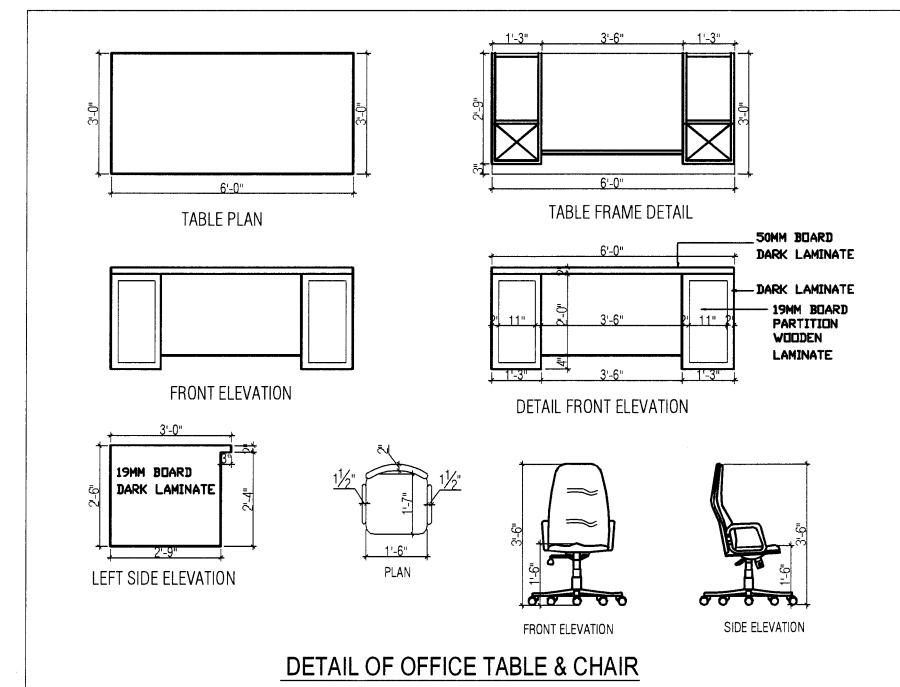 1'-3" 3'-6" 1'-3"
3'-0" 3'-0"
2'-9" 3'-0"
3"
6'-0" 6'-0"
TABLE PLAN
TABLE FRAME DETAIL
50MM BOARD
DARK LAMINATE
6'-0"
2"
DARK LAMINATE
19MM BOARD
PARTITION
WOODEN
LAMINATE
2" 11" 2'-0" 3'-6" 2" 11" 2"
4"
1'-3" 3'-6" 1'-3"
FRONT ELEVATION
DETAIL FRONT ELEVATION
3'-0"
2"
3"
19MM BOARD
DARK LAMINATE
2'-6" 2'-4"
2'-9"
LEFT SIDE ELEVATION
2"
1½" 1½"
1'-7"
1'-6"
PLAN
3'-6" 1'-6"
FRONT ELEVATION
3'-6" 1'-6"
SIDE ELEVATION
DETAIL OF OFFICE TABLE & CHAIR